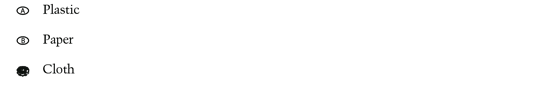 Ⓐ Plastic
Ⓑ Paper
Cloth